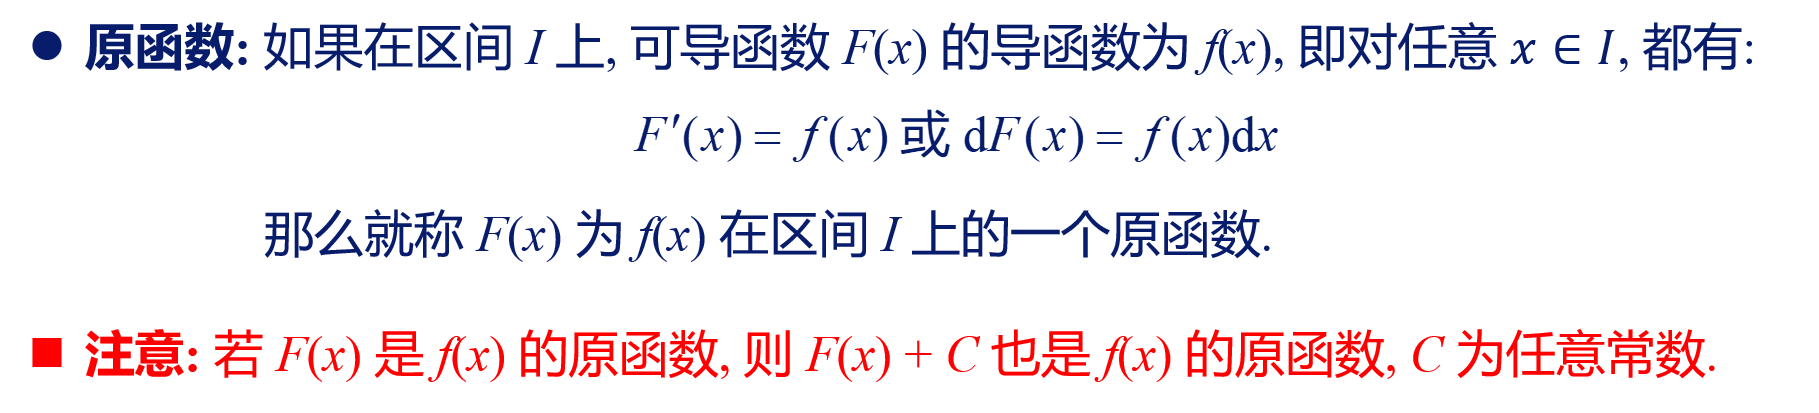 ● 原函数: 如果在区间 I 上, 可导函数 F(x) 的导函数为 f(x), 即对任意 x ∈ I, 都有:
F′(x) = f(x) 或 dF(x) = f(x)dx
那么就称 F(x) 为 f(x) 在区间 I 上的一个原函数.
■ 注意: 若 F(x) 是 f(x) 的原函数, 则 F(x) + C 也是 f(x) 的原函数, C 为任意常数.